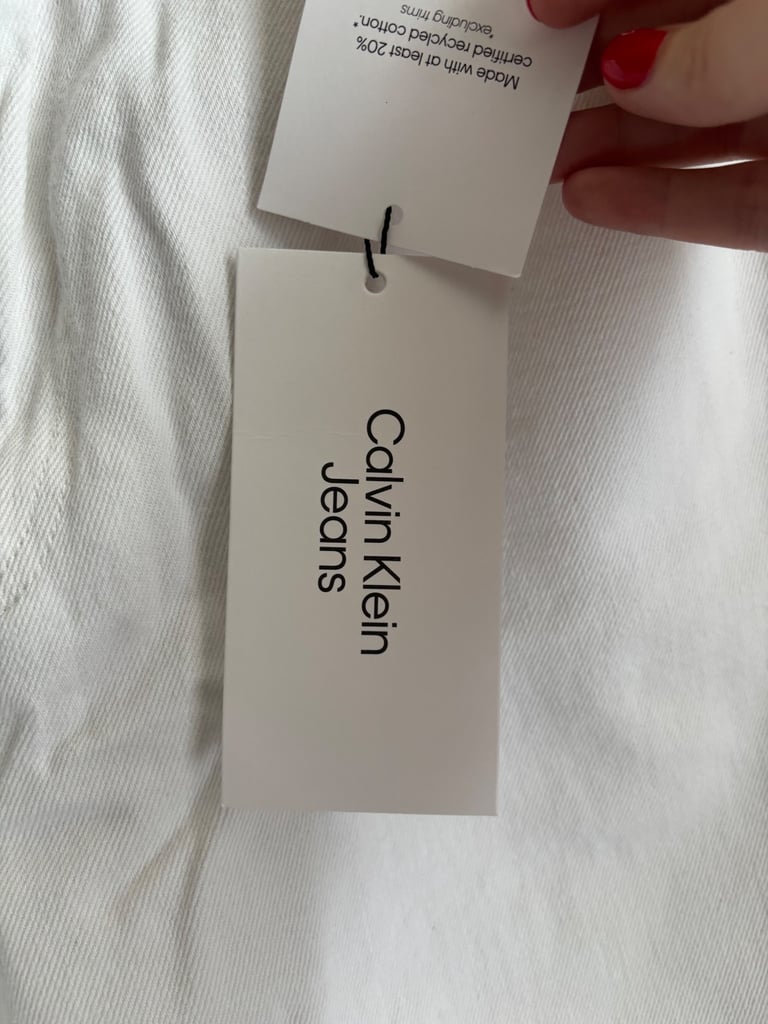 Made with at least 20%
certified recycled cotton*.
*excluding trims
Calvin Klein
Jeans